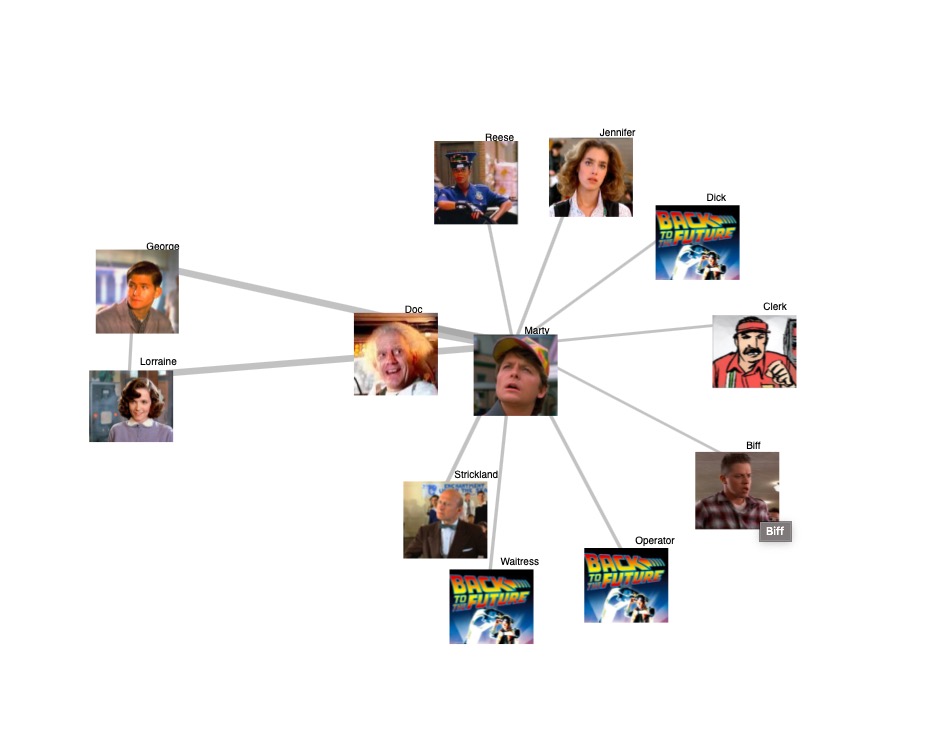 Jennifer
Reese
Dick
BACK
TO
THE
FUTURE
George
Clerk
Doc
Marty
Lorraine
Biff
Strickland
Biff
Operator
BACK
TO
THE
FUTURE
Waitress
BACK
TO
THE
FUTURE